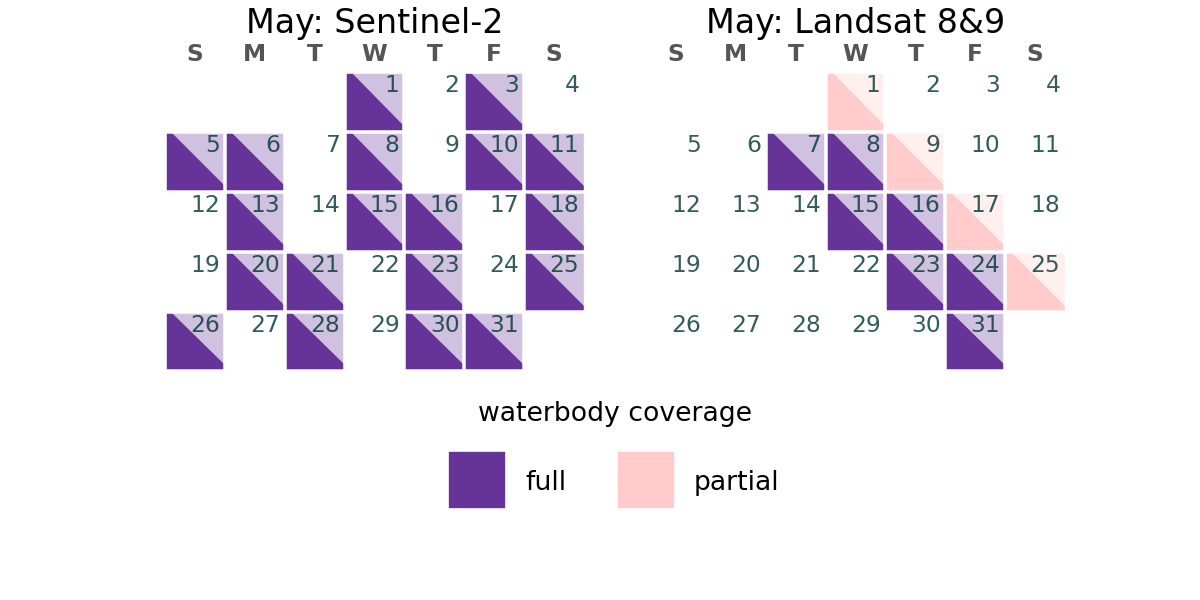 May: Sentinel-2
S M T W T F S
1 2 3 4
5 6 7 8 9 10 11
12 13 14 15 16 17 18
19 20 21 22 23 24 25
26 27 28 29 30 31
May: Landsat 8&9
S M T W T F S
1 2 3 4
5 6 7 8 9 10 11
12 13 14 15 16 17 18
19 20 21 22 23 24 25
26 27 28 29 30 31
waterbody coverage
full partial